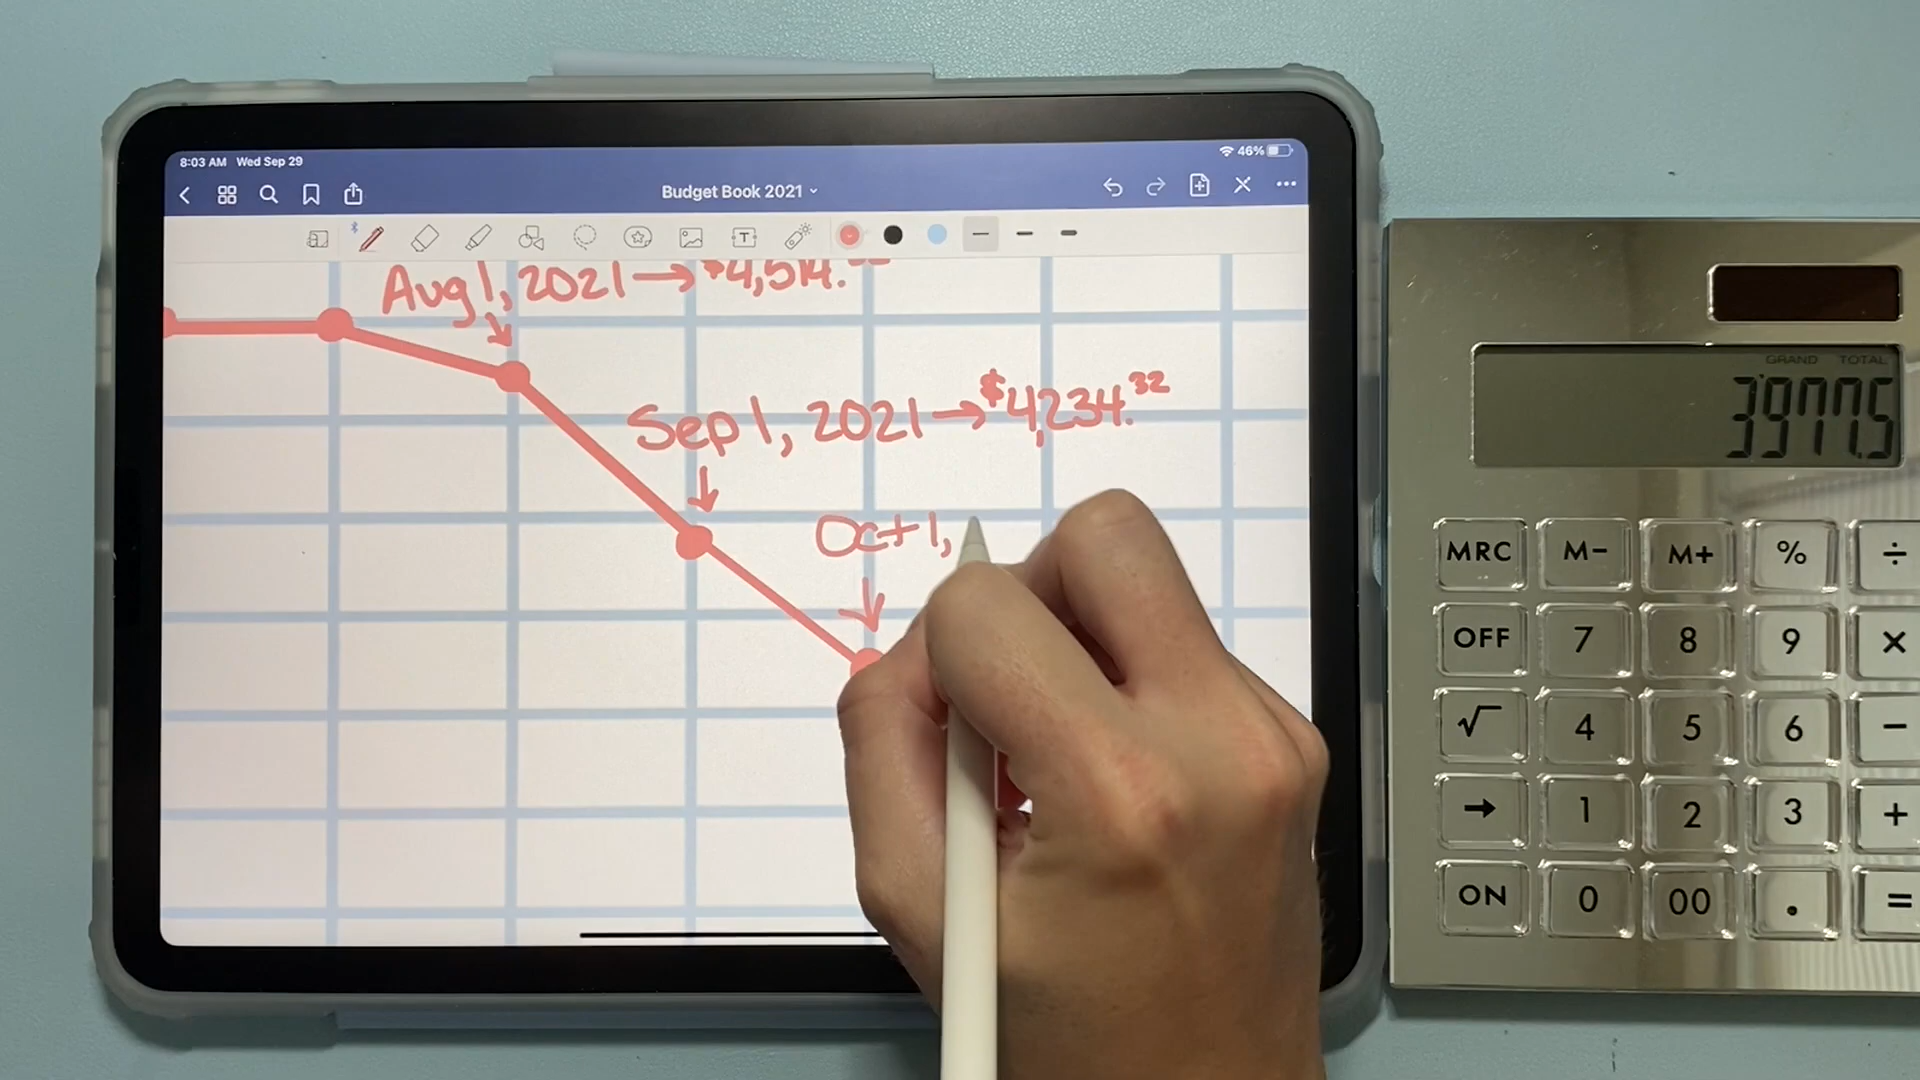 8:03 AM Wed Sep 29
46%
Budget Book 2021
T
Aug 1, 2021 → $4,514.
Sep 1, 2021 → $4,234.32
Oct 1,
GRAND TOTAL
3977.5
MRC M- M+ % ÷
OFF 7 8 9 ×
√ 4 5 6 −
→ 1 2 3 +
ON 0 00 . =